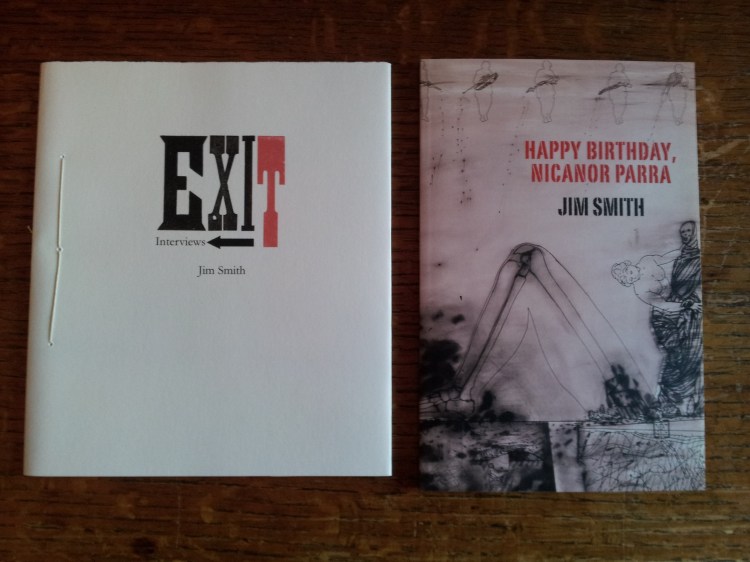 EXIT
Interviews
Jim Smith
HAPPY BIRTHDAY,
NICANOR PARRA
JIM SMITH